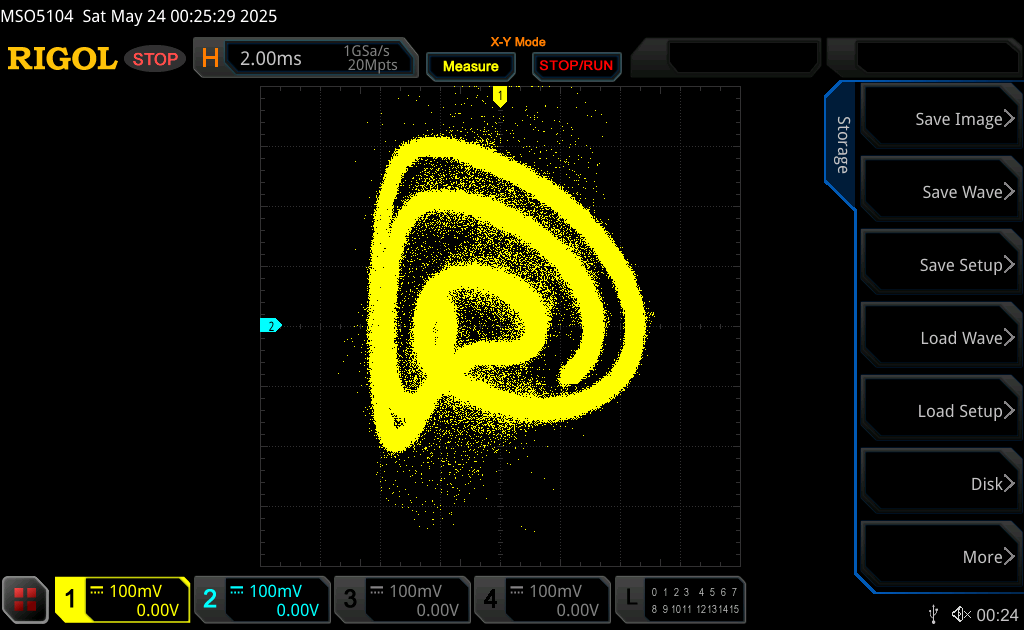 MSO5104 Sat May 24 00:25:29 2025
RIGOL STOP H 2.00ms 1GSa/s
20Mpts
X-Y Mode
Measure STOP/RUN
1
2
Storage
Save Image
Save Wave
Save Setup
Load Wave
Load Setup
Disk
More
1 100mV
0.00V
2 100mV
0.00V
3 100mV
0.00V
4 100mV
0.00V
L 0 1 2 3 4 5 6 7
8 9 10 11 12 13 14 15
00:24